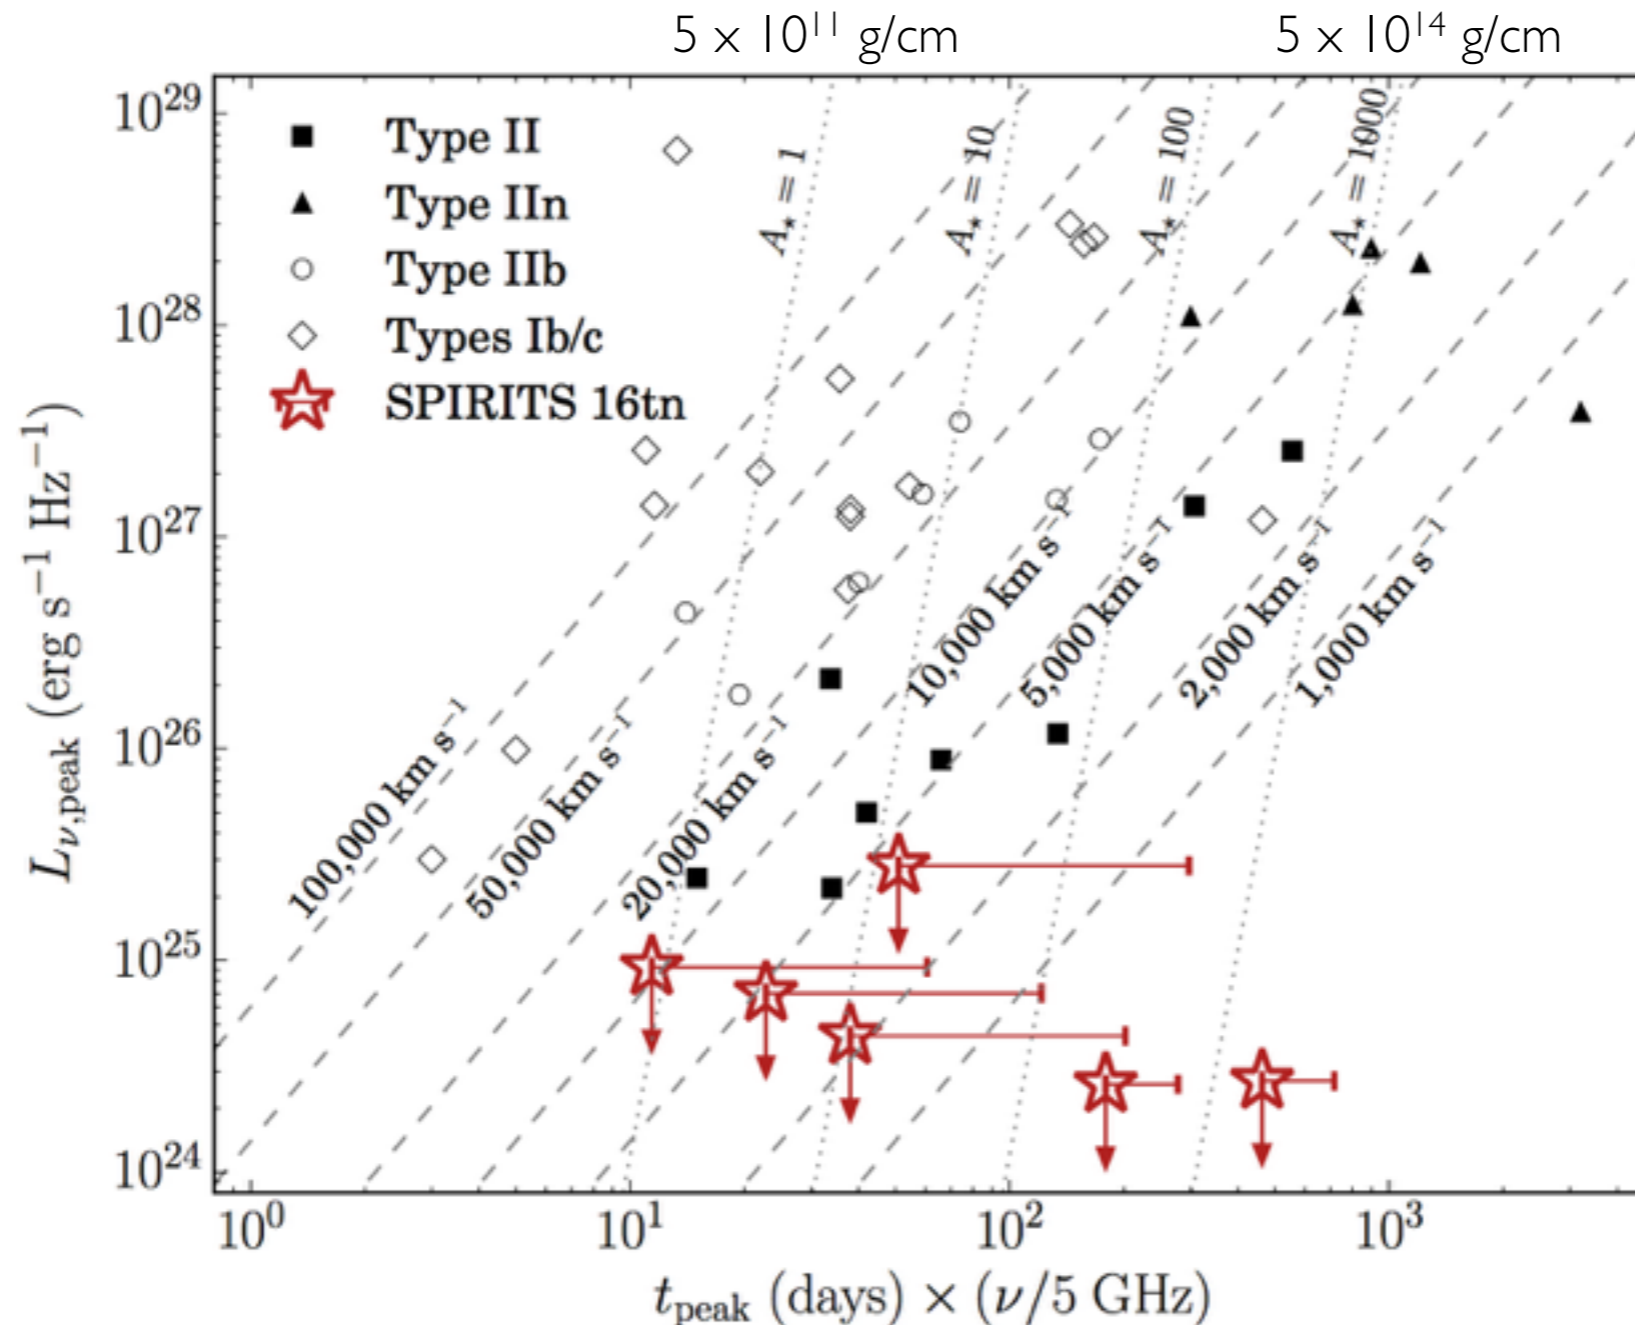 5 x 10¹¹ g/cm 5 x 10¹⁴ g/cm
10²⁹
10²⁸
10²⁷
10²⁶
10²⁵
10²⁴
L_ν,peak (erg s⁻¹ Hz⁻¹)
Type II
Type IIn
Type IIb
Types Ib/c
SPIRITS 16tn
A⋆ = 1
A⋆ = 10
A⋆ = 100
A⋆ = 1000
100,000 km s⁻¹
50,000 km s⁻¹
20,000 km s⁻¹
10,000 km s⁻¹
5,000 km s⁻¹
2,000 km s⁻¹
1,000 km s⁻¹
10⁰ 10¹ 10² 10³
t_peak (days) × (ν/5 GHz)